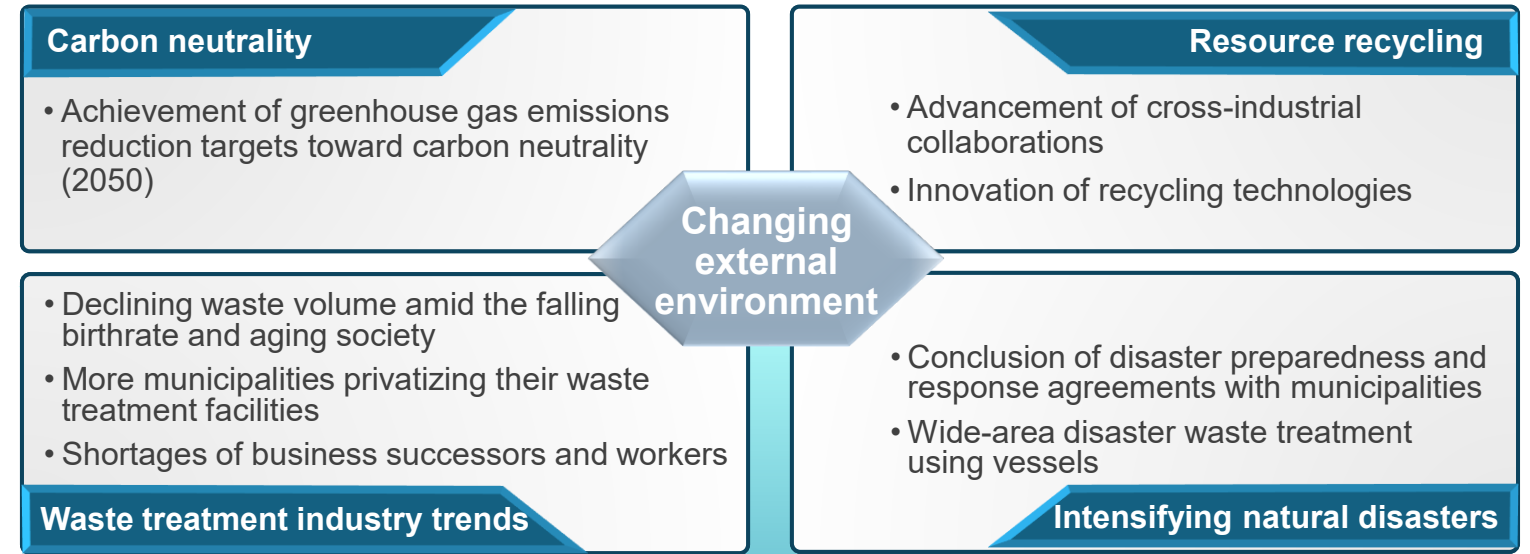 Carbon neutrality
• Achievement of greenhouse gas emissions
reduction targets toward carbon neutrality
(2050)
Resource recycling
• Advancement of cross-industrial
collaborations
• Innovation of recycling technologies
Changing
external
environment
• Declining waste volume amid the falling
birthrate and aging society
• More municipalities privatizing their waste
treatment facilities
• Shortages of business successors and workers
Waste treatment industry trends
• Conclusion of disaster preparedness and
response agreements with municipalities
• Wide-area disaster waste treatment
using vessels
Intensifying natural disasters